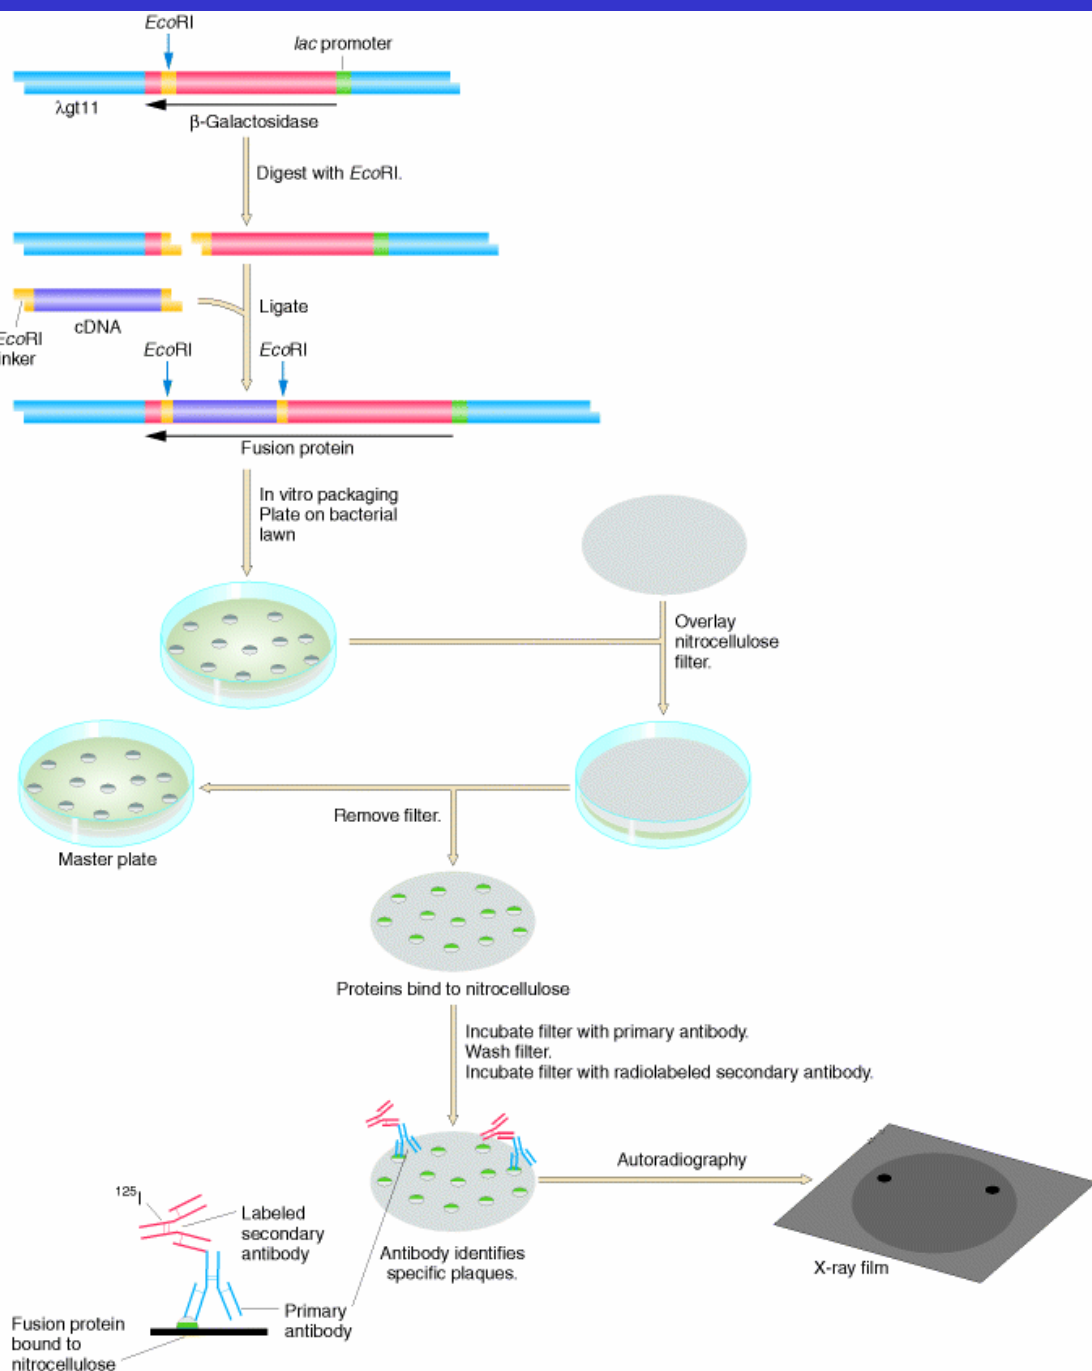 EcoRI
lac promoter
λgt11
β-Galactosidase
Digest with EcoRI.
Ligate
cDNA
EcoRI
inker
EcoRI
EcoRI
Fusion protein
In vitro packaging
Plate on bacterial
lawn
Overlay
nitrocellulose
filter.
Remove filter.
Master plate
Proteins bind to nitrocellulose
Incubate filter with primary antibody.
Wash filter.
Incubate filter with radiolabeled secondary antibody.
Autoradiography
125I
Labeled
secondary
antibody
Antibody identifies
specific plaques.
X-ray film
Primary
antibody
Fusion protein
bound to
nitrocellulose